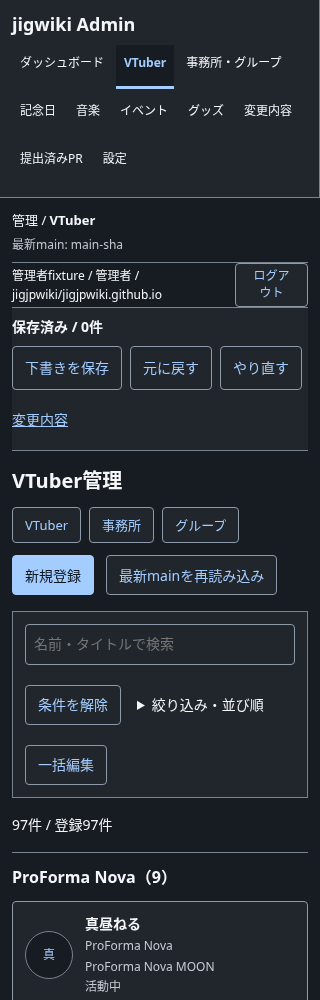 jigwiki Admin
ダッシュボード VTuber 事務所・グループ
記念日 音楽 イベント グッズ 変更内容
提出済みPR 設定
管理 / VTuber
最新main: main-sha
管理者fixture / 管理者 /
jigjpwiki/jigjpwiki.github.io
ログア
ウト
保存済み / 0件
下書きを保存 元に戻す やり直す
変更内容
VTuber管理
VTuber 事務所 グループ
新規登録 最新mainを再読み込み
名前・タイトルで検索
条件を解除 ▶ 絞り込み・並び順
一括編集
97件 / 登録97件
ProForma Nova（9）
真昼ねる
真
ProForma Nova
ProForma Nova MOON
活動中